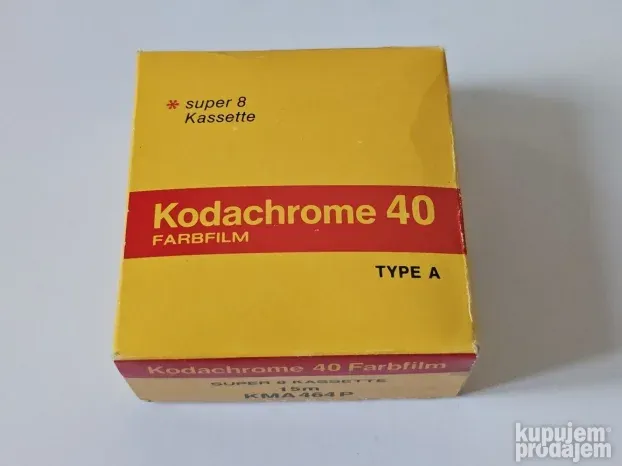 * super 8
Kassette
Kodachrome 40
FARBFILM
TYPE A
Kodachrome 40 Farbfilm
SUPER 8 KASSETTE
15m
KMA464P
kupujem
prodajem